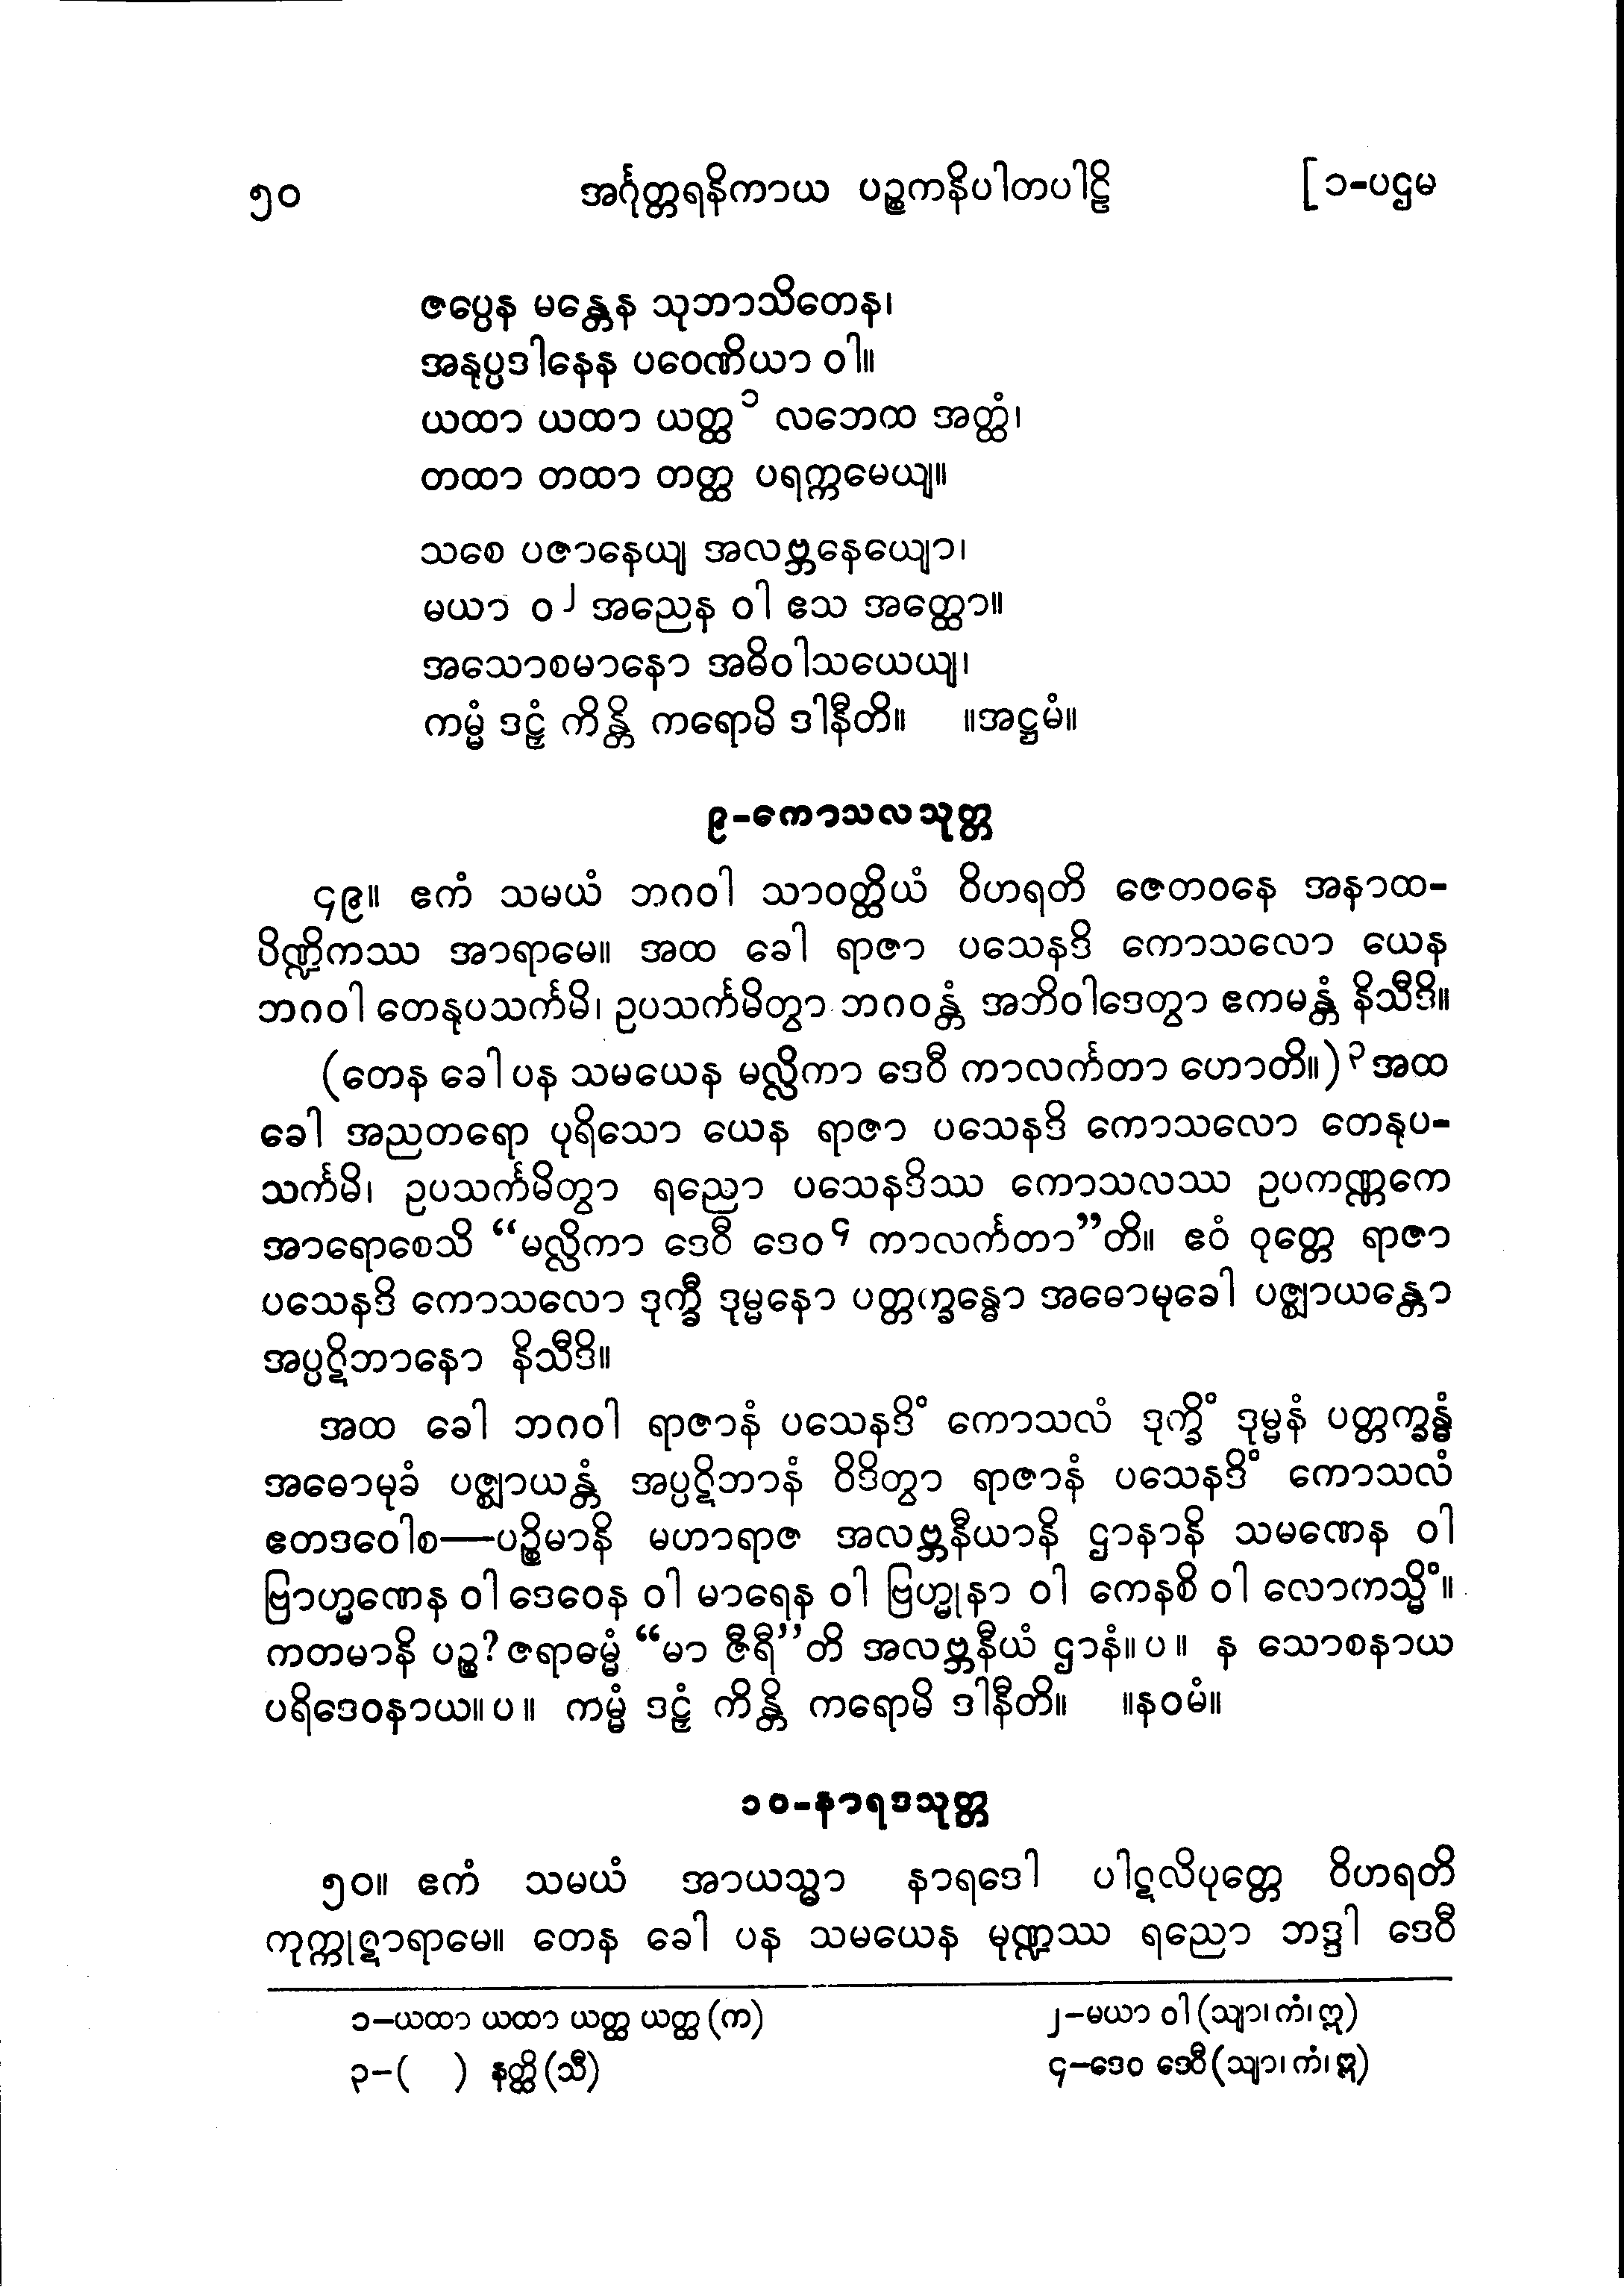 ၅၀ အင်္ဂုတ္တရနိကာယ ပဉ္စကနိပါတပါဠိ [၁-ပဌမ
ဇပ္ပေန မန္တေန သုဘာသိတေန၊
အနုပ္ပဒါနေန ပဝေဏိယာ ဝါ။
ယထာ ယထာ ယတ္ထ ၁ လဘေထ အတ္ထံ၊
တထာ တထာ တတ္ထ ပရက္ကမေယျ။
သစေ ပဇာနေယျ အလဗ္ဘနေယျော၊
မယာ ဝ ၂ အညေန ဝါ ဧသ အတ္ထော။
အသောစမာနော အဓိဝါသယေယျ၊
ကမ္မံ ဒဠှံ ကိန္တိ ကရောမိ ဒါနီတိ။ ။အဋ္ဌမံ။
၉-ကောသလသုတ္တ
၄၉။ ဧကံ သမယံ ဘဂဝါ သာဝတ္ထိယံ ဝိဟရတိ ဇေတဝနေ အနာထ-
ပိဏ္ဍိကဿ အာရာမေ။ အထ ခေါ ရာဇာ ပသေနဒိ ကောသလော ယေန
ဘဂဝါ တေနုပသင်္ကမိ၊ ဥပသင်္ကမိတွာ ဘဂဝန္တံ အဘိဝါဒေတွာ ဧကမန္တံ နိသီဒိ။
(တေန ခေါ ပန သမယေန မလ္လိကာ ဒေဝီ ကာလင်္ကတာ ဟောတိ။) ၃ အထ
ခေါ အညတရော ပုရိသော ယေန ရာဇာ ပသေနဒိ ကောသလော တေနုပ-
သင်္ကမိ၊ ဥပသင်္ကမိတွာ ရညော ပသေနဒိဿ ကောသလဿ ဥပကဏ္ဏကေ
အာရောစေသိ “မလ္လိကာ ဒေဝီ ဒေဝ ၄ ကာလင်္ကတာ”တိ။ ဧဝံ ဝုတ္တေ ရာဇာ
ပသေနဒိ ကောသလော ဒုက္ခီ ဒုမ္မနော ပတ္တက္ခန္ဓော အဓောမုခေါ ပဇ္ဈာယန္တော
အပ္ပဋိဘာနော နိသီဒိ။
အထ ခေါ ဘဂဝါ ရာဇာနံ ပသေနဒိံ ကောသလံ ဒုက္ခိံ ဒုမ္မနံ ပတ္တက္ခန္ဓံ
အဓောမုခံ ပဇ္ဈာယန္တံ အပ္ပဋိဘာနံ ဝိဒိတွာ ရာဇာနံ ပသေနဒိံ ကောသလံ
ဧတဒဝေါစ—ပဉ္စိမာနိ မဟာရာဇ အလဗ္ဘနီယာနိ ဌာနာနိ သမဏေန ဝါ
ဗြာဟ္မဏေန ဝါ ဒေဝေန ဝါ မာရေန ဝါ ဗြဟ္မုနာ ဝါ ကေနစိ ဝါ လောကသ္မိံ။
ကတမာနိ ပဉ္စ? ဇရာဓမ္မံ “မာ ဇီရီ”တိ အလဗ္ဘနီယံ ဌာနံ။ပ။ န သောစနာယ
ပရိဒေဝနာယ။ပ။ ကမ္မံ ဒဠှံ ကိန္တိ ကရောမိ ဒါနီတိ။ ။နဝမံ။
၁၀-နာရဒသုတ္တ
၅၀။ ဧကံ သမယံ အာယသ္မာ နာရဒေါ ပါဋလိပုတ္တေ ဝိဟရတိ
ကုက္ကုဋာရာမေ။ တေန ခေါ ပန သမယေန မုဏ္ဍဿ ရညော ဘဒ္ဒါ ဒေဝီ
၁-ယထာ ယထာ ယတ္ထ ယတ္ထ (က) ၂-မယာ ဝါ (သျာ၊ကံ၊ဣ)
၃-( ) နတ္ထိ (သီ) ၄-ဒေဝ ဒေဝီ (သျာ၊ကံ၊ဣ)